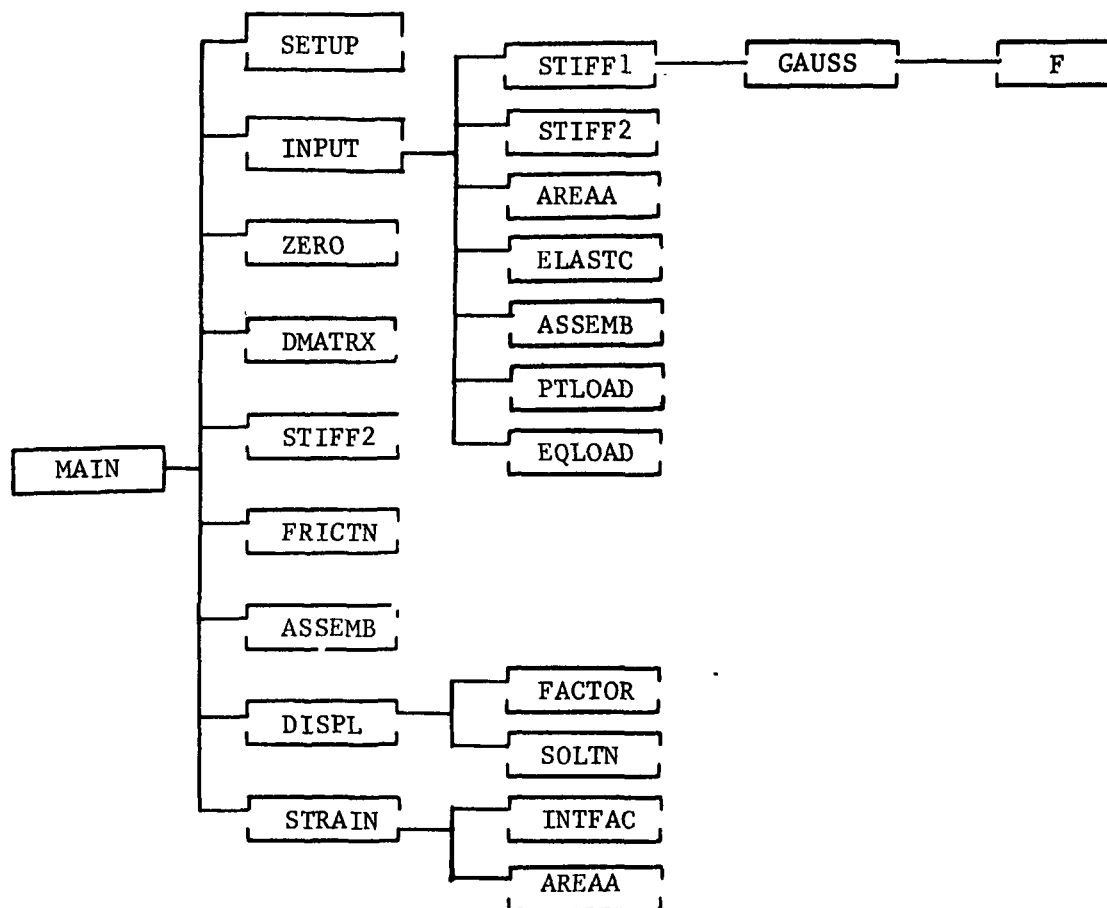 SETUP
INPUT
ZERO
DMATRX
STIFF2
MAIN
FRICTN
ASSEMB
DISPL
STRAIN
STIFF1
GAUSS
F
STIFF2
AREAA
ELASTC
ASSEMB
PTLOAD
EQLOAD
FACTOR
SOLTN
INTFAC
AREAA